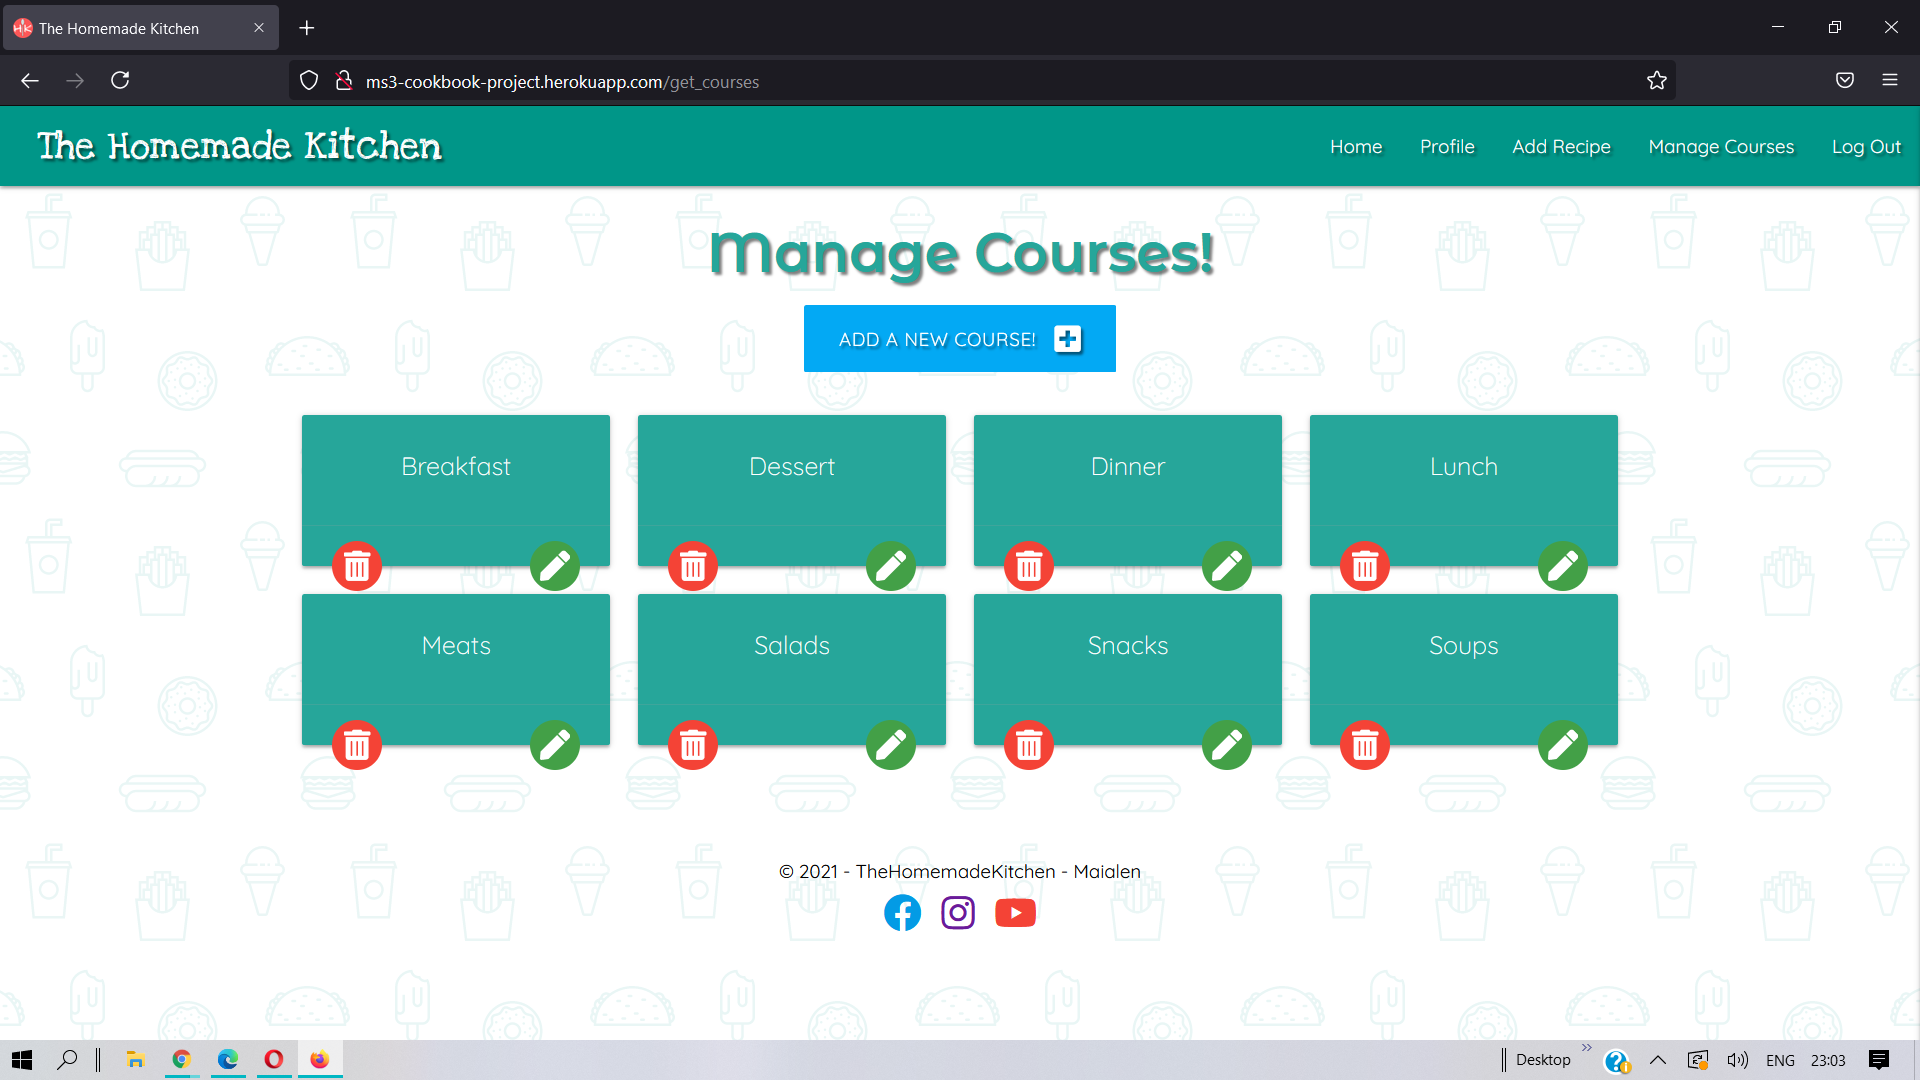 The Homemade Kitchen
ms3-cookbook-project.herokuapp.com/get_courses
The Homemade Kitchen
Home Profile Add Recipe Manage Courses Log Out
Manage Courses!
ADD A NEW COURSE!
Breakfast Dessert Dinner Lunch
Meats Salads Snacks Soups
© 2021 - TheHomemadeKitchen - Maialen
Desktop ENG 23:03